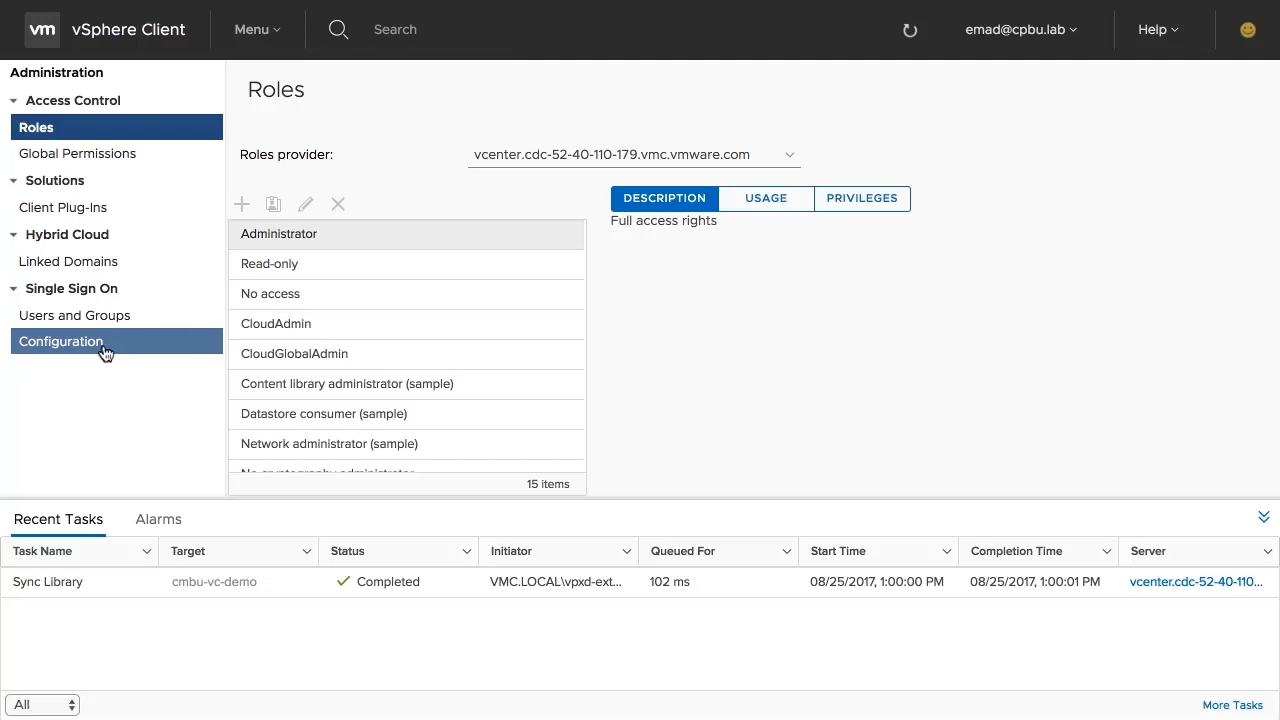 vm vSphere Client Menu Search emad@cpbu.lab Help
Administration
Access Control
Roles
Global Permissions
Solutions
Client Plug-Ins
Hybrid Cloud
Linked Domains
Single Sign On
Users and Groups
Configuration
Roles
Roles provider: vcenter.cdc-52-40-110-179.vmc.vmware.com
DESCRIPTION USAGE PRIVILEGES
Full access rights
Administrator
Read-only
No access
CloudAdmin
CloudGlobalAdmin
Content library administrator (sample)
Datastore consumer (sample)
Network administrator (sample)
No cryptography administrator
15 items
Recent Tasks Alarms
Task Name Target Status Initiator Queued For Start Time Completion Time Server
Sync Library cmbu-vc-demo Completed VMC.LOCAL\vpxd-ext... 102 ms 08/25/2017, 1:00:00 PM 08/25/2017, 1:00:01 PM vcenter.cdc-52-40-110...
All More Tasks